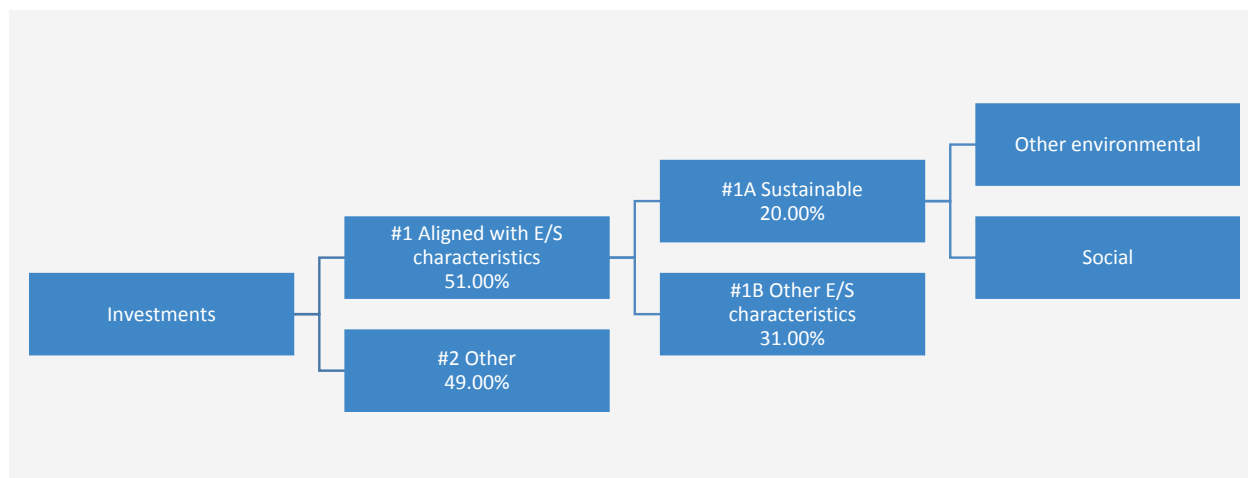 Investments
#1 Aligned with E/S
characteristics
51.00%
#2 Other
49.00%
#1A Sustainable
20.00%
#1B Other E/S
characteristics
31.00%
Other environmental
Social